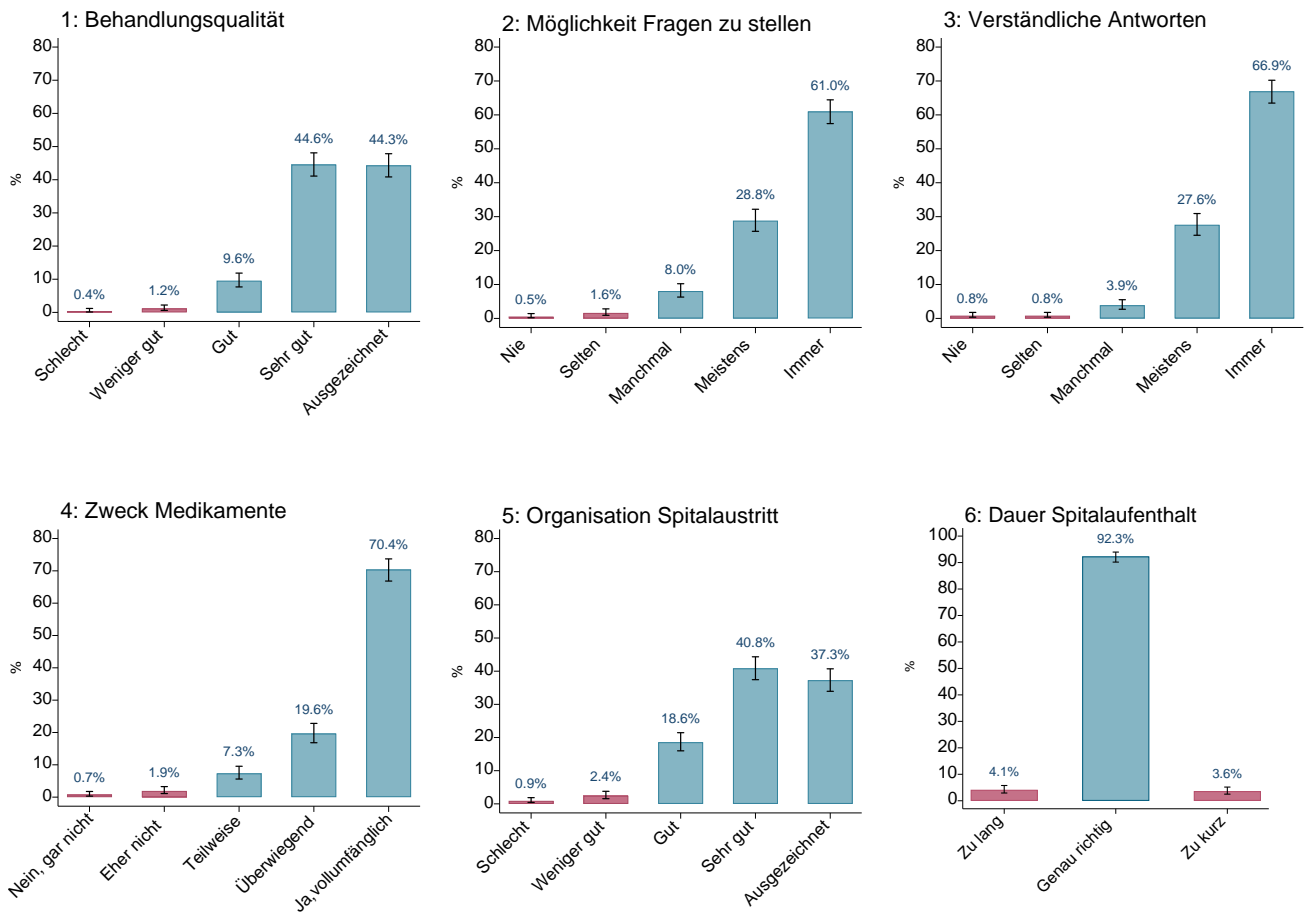 1: Behandlungsqualität
80
70
60
50
40
30
20
10
0
%
0.4%
1.2%
9.6%
44.6%
44.3%
Schlecht
Weniger gut
Gut
Sehr gut
Ausgezeichnet
2: Möglichkeit Fragen zu stellen
80
70
60
50
40
30
20
10
0
%
0.5%
1.6%
8.0%
28.8%
61.0%
Nie
Selten
Manchmal
Meistens
Immer
3: Verständliche Antworten
80
70
60
50
40
30
20
10
0
%
0.8%
0.8%
3.9%
27.6%
66.9%
Nie
Selten
Manchmal
Meistens
Immer
4: Zweck Medikamente
80
70
60
50
40
30
20
10
0
%
0.7%
1.9%
7.3%
19.6%
70.4%
Nein, gar nicht
Eher nicht
Teilweise
Überwiegend
Ja,vollumfänglich
5: Organisation Spitalaustritt
80
70
60
50
40
30
20
10
0
%
0.9%
2.4%
18.6%
40.8%
37.3%
Schlecht
Weniger gut
Gut
Sehr gut
Ausgezeichnet
6: Dauer Spitalaufenthalt
100
90
80
70
60
50
40
30
20
10
0
%
4.1%
92.3%
3.6%
Zu lang
Genau richtig
Zu kurz